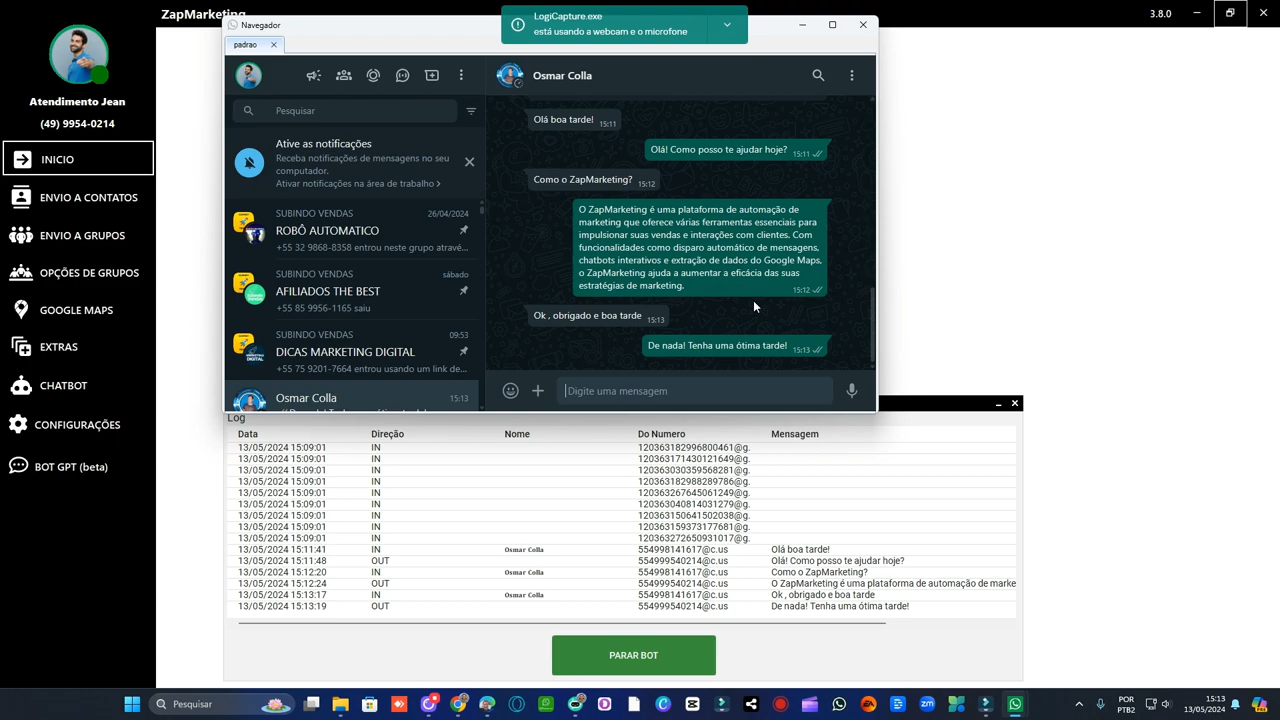 ZapMarketing
3.8.0
Atendimento Jean
(49) 9954-0214
INICIO
ENVIO A CONTATOS
ENVIO A GRUPOS
OPÇÕES DE GRUPOS
GOOGLE MAPS
EXTRAS
CHATBOT
CONFIGURAÇÕES
BOT GPT (beta)
Navegador
padrao
LogiCapture.exe
está usando a webcam e o microfone
Pesquisar
Ative as notificações
Receba notificações de mensagens no seu
computador.
Ativar notificações na área de trabalho >
SUBINDO VENDAS 26/04/2024
ROBÔ AUTOMATICO
+55 32 9868-8358 entrou neste grupo atravé...
SUBINDO VENDAS sábado
AFILIADOS THE BEST
+55 85 9956-1165 saiu
SUBINDO VENDAS 09:53
DICAS MARKETING DIGITAL
+55 75 9201-7664 entrou usando um link de...
Osmar Colla 15:13
Osmar Colla
Olá boa tarde! 15:11
Olá! Como posso te ajudar hoje? 15:11
Como o ZapMarketing? 15:12
O ZapMarketing é uma plataforma de automação de
marketing que oferece várias ferramentas essenciais para
impulsionar suas vendas e interações com clientes. Com
funcionalidades como disparo automático de mensagens,
chatbots interativos e extração de dados do Google Maps,
o ZapMarketing ajuda a aumentar a eficácia das suas
estratégias de marketing. 15:12
Ok , obrigado e boa tarde 15:13
De nada! Tenha uma ótima tarde! 15:13
Digite uma mensagem
Log
Data Direção Nome Do Numero Mensagem
13/05/2024 15:09:01 IN 120363182996800461@g.
13/05/2024 15:09:01 IN 120363171430121649@g.
13/05/2024 15:09:01 IN 120363030359568281@g.
13/05/2024 15:09:01 IN 120363182988289786@g.
13/05/2024 15:09:01 IN 120363267645061249@g.
13/05/2024 15:09:01 IN 120363040814031279@g.
13/05/2024 15:09:01 IN 120363150641502038@g.
13/05/2024 15:09:01 IN 120363159373177681@g.
13/05/2024 15:09:01 IN 120363272650931017@g.
13/05/2024 15:11:41 IN Osmar Colla 554998141617@c.us Olá boa tarde!
13/05/2024 15:11:48 OUT 554999540214@c.us Olá! Como posso te ajudar hoje?
13/05/2024 15:12:20 IN Osmar Colla 554998141617@c.us Como o ZapMarketing?
13/05/2024 15:12:24 OUT 554999540214@c.us O ZapMarketing é uma plataforma de automação de marke
13/05/2024 15:13:17 IN Osmar Colla 554998141617@c.us Ok , obrigado e boa tarde
13/05/2024 15:13:19 OUT 554999540214@c.us De nada! Tenha uma ótima tarde!
PARAR BOT
Pesquisar
POR
PTB2
15:13
13/05/2024